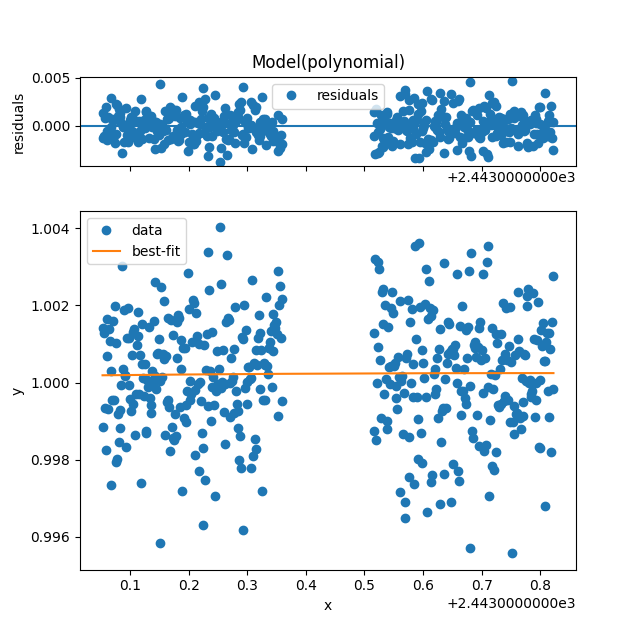 Model(polynomial)
0.005
0.000
residuals
residuals
+2.4430000000e3
1.004
1.002
1.000
0.998
0.996
y
data
best-fit
0.1 0.2 0.3 0.4 0.5 0.6 0.7 0.8
x
+2.4430000000e3